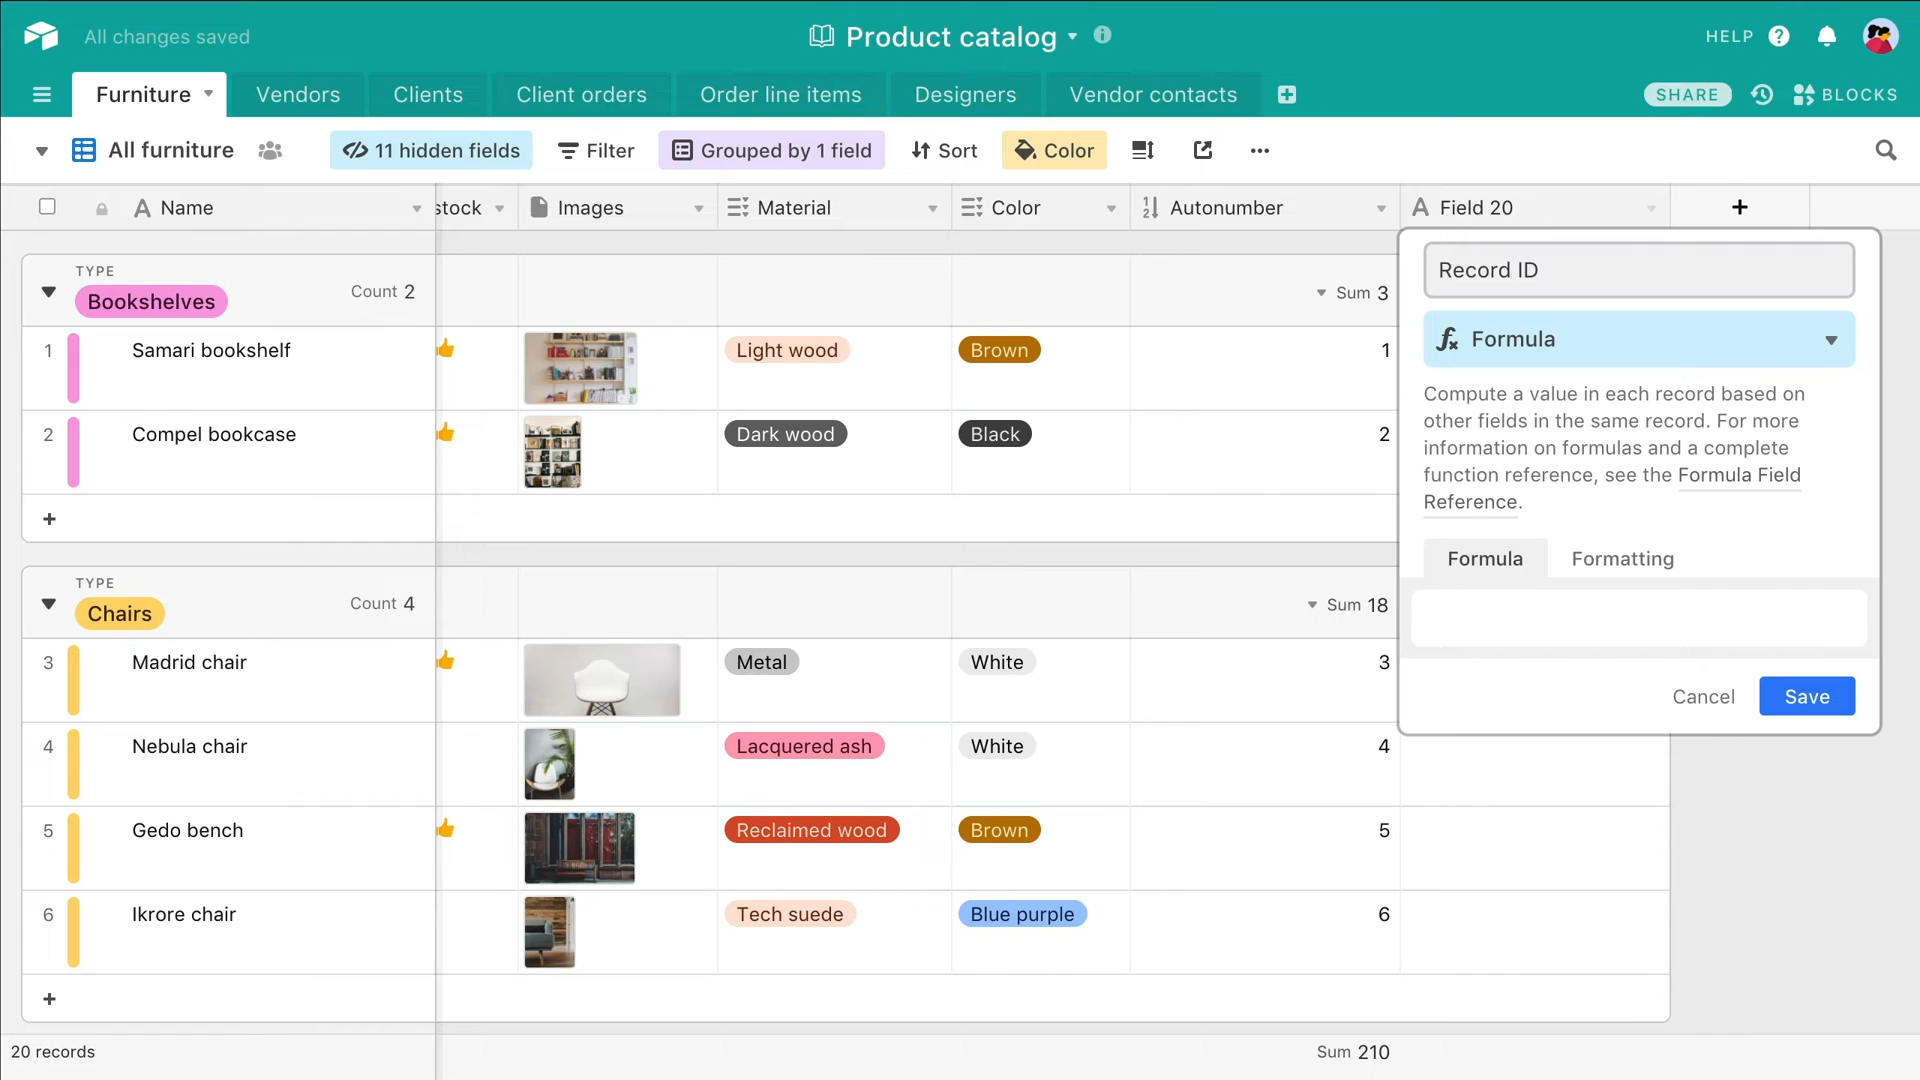 All changes saved
Product catalog
HELP
Furniture
Vendors
Clients
Client orders
Order line items
Designers
Vendor contacts
SHARE
BLOCKS
All furniture
11 hidden fields
Filter
Grouped by 1 field
Sort
Color
Name
stock
Images
Material
Color
Autonumber
Field 20
TYPE
Bookshelves
Count 2
Sum 3
1
Samari bookshelf
Light wood
Brown
1
2
Compel bookcase
Dark wood
Black
2
TYPE
Chairs
Count 4
Sum 18
3
Madrid chair
Metal
White
3
4
Nebula chair
Lacquered ash
White
4
5
Gedo bench
Reclaimed wood
Brown
5
6
Ikrore chair
Tech suede
Blue purple
6
20 records
Sum 210
Record ID
Formula
Compute a value in each record based on
other fields in the same record. For more
information on formulas and a complete
function reference, see the Formula Field
Reference.
Formula
Formatting
Cancel
Save